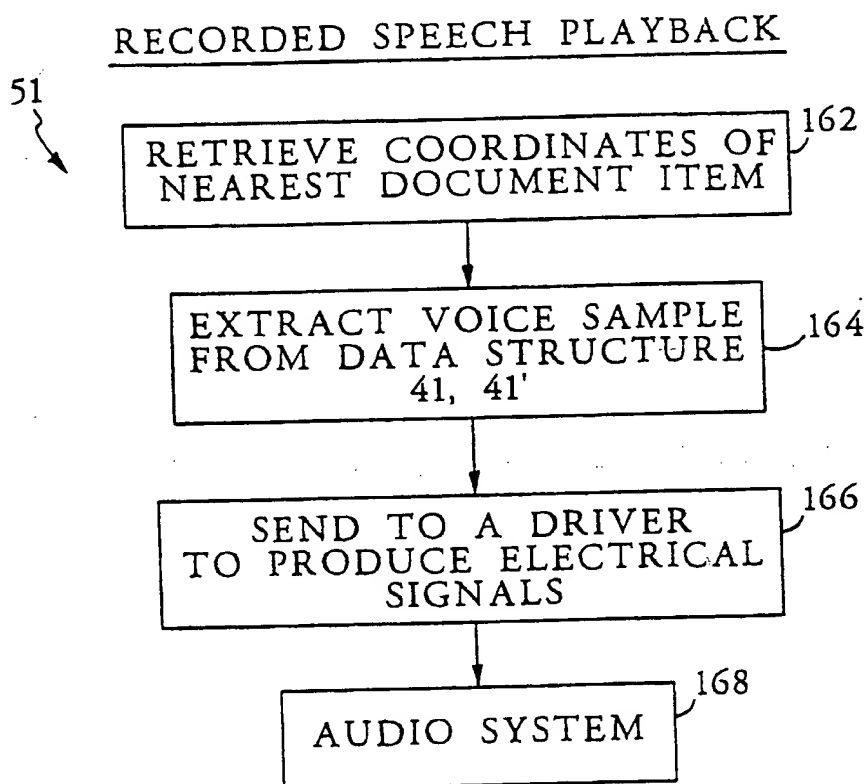 RECORDED SPEECH PLAYBACK
51
RETRIEVE COORDINATES OF
NEAREST DOCUMENT ITEM
162
EXTRACT VOICE SAMPLE
FROM DATA STRUCTURE
41, 41'
164
SEND TO A DRIVER
TO PRODUCE ELECTRICAL
SIGNALS
166
AUDIO SYSTEM
168